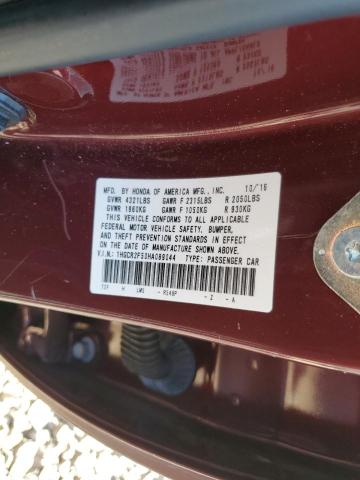 MFD. BY HONDA OF AMERICA MFG., INC. 10/16
GVWR 4321LBS GAWR F 2315LBS R 2050LBS
GVWR 1960KG GAWR F 1050KG R 930KG
THIS VEHICLE CONFORMS TO ALL APPLICABLE
FEDERAL MOTOR VEHICLE SAFETY, BUMPER,
AND THEFT PREVENTION STANDARDS IN EFFECT
ON THE DATE OF MANUFACTURE SHOWN ABOVE.
V.I.N.: 1HGCR2F53HA089044 TYPE: PASSENGER CAR
H R548P - Z - A